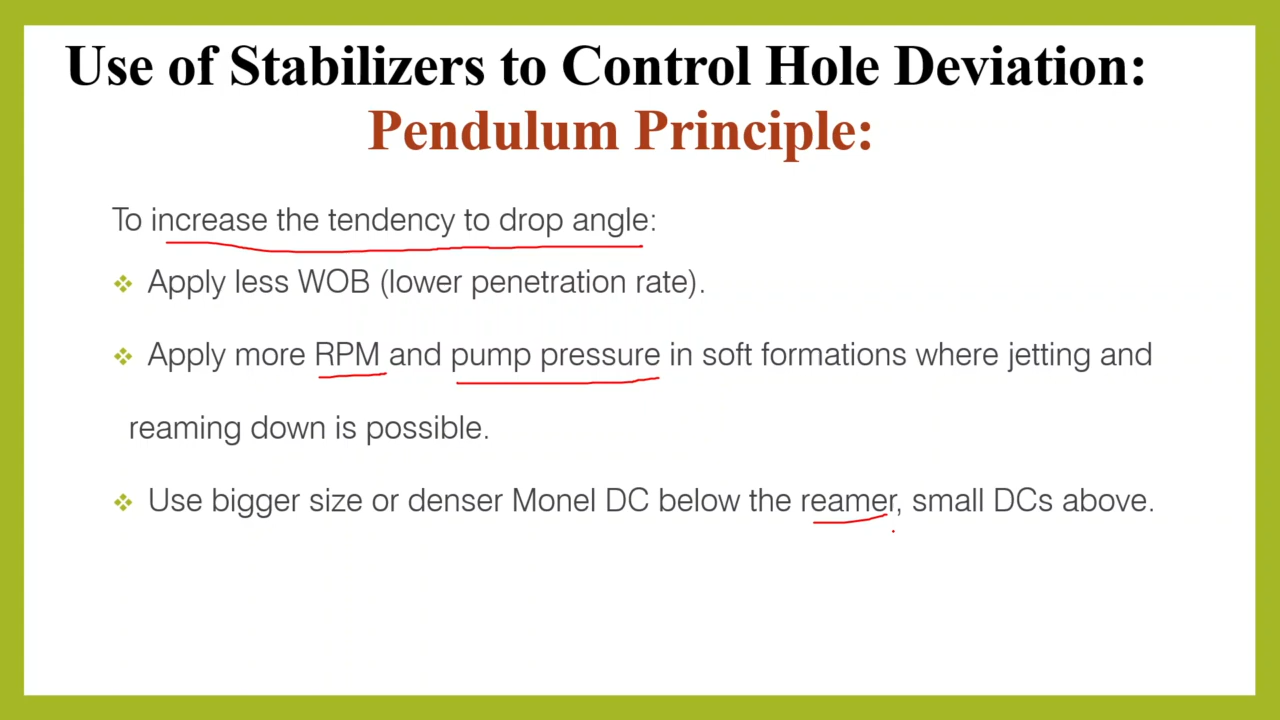 Use of Stabilizers to Control Hole Deviation:
Pendulum Principle:
To increase the tendency to drop angle:
Apply less WOB (lower penetration rate).
Apply more RPM and pump pressure in soft formations where jetting and
reaming down is possible.
Use bigger size or denser Monel DC below the reamer, small DCs above.